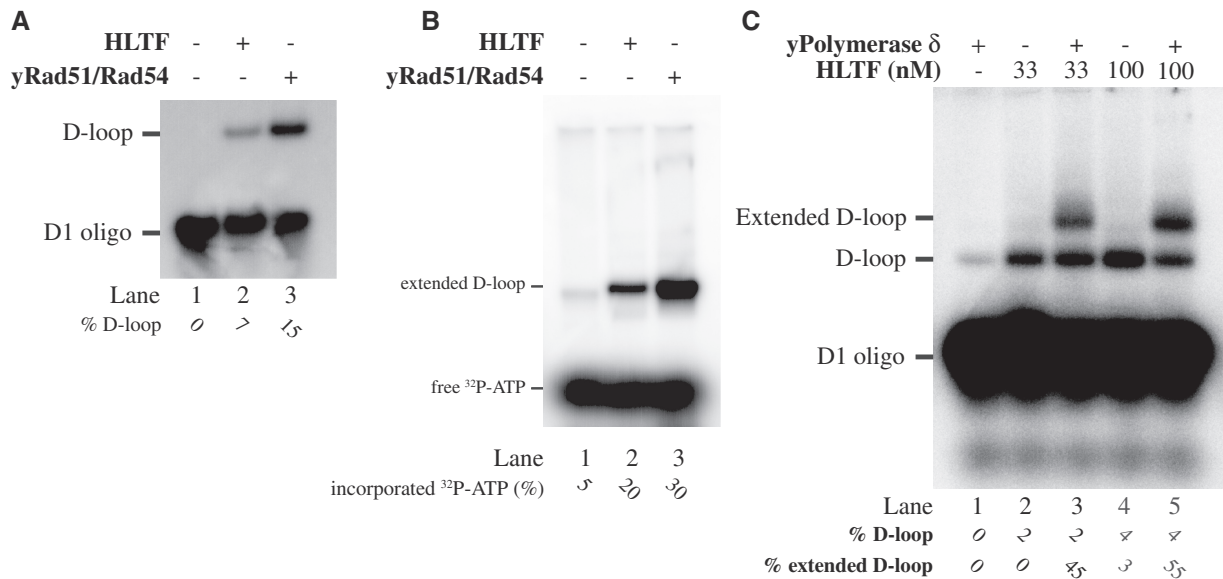 A
HLTF - + -
yRad51/Rad54 - - +
D-loop
D1 oligo
Lane 1 2 3
% D-loop 0 7 15
B
HLTF - + -
yRad51/Rad54 - - +
extended D-loop
free ³²P-ATP
Lane 1 2 3
incorporated ³²P-ATP (%) 5 20 30
C
yPolymerase δ + - + - +
HLTF (nM) - 33 33 100 100
Extended D-loop
D-loop
D1 oligo
Lane 1 2 3 4 5
% D-loop 0 2 2 4 4
% extended D-loop 0 0 45 3 55